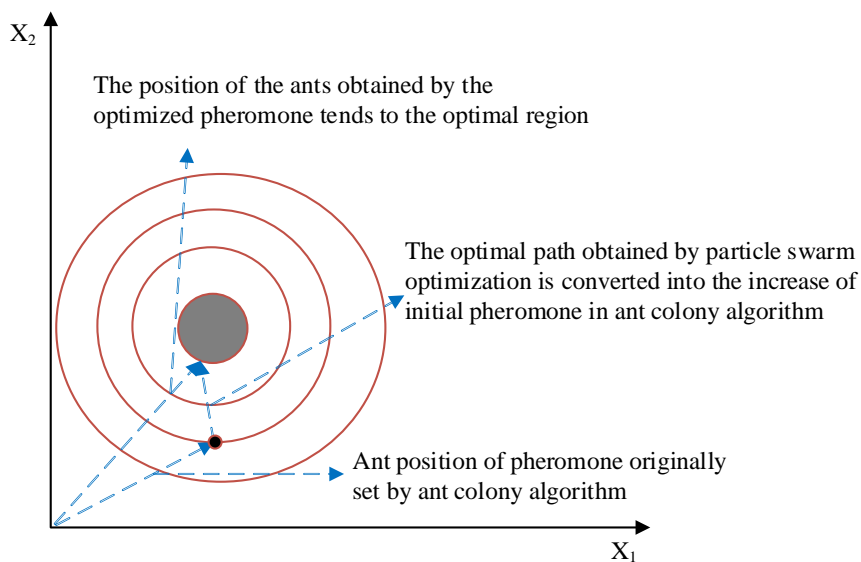 X₂
The position of the ants obtained by the
optimized pheromone tends to the optimal region
The optimal path obtained by particle swarm
optimization is converted into the increase of
initial pheromone in ant colony algorithm
Ant position of pheromone originally
set by ant colony algorithm
X₁